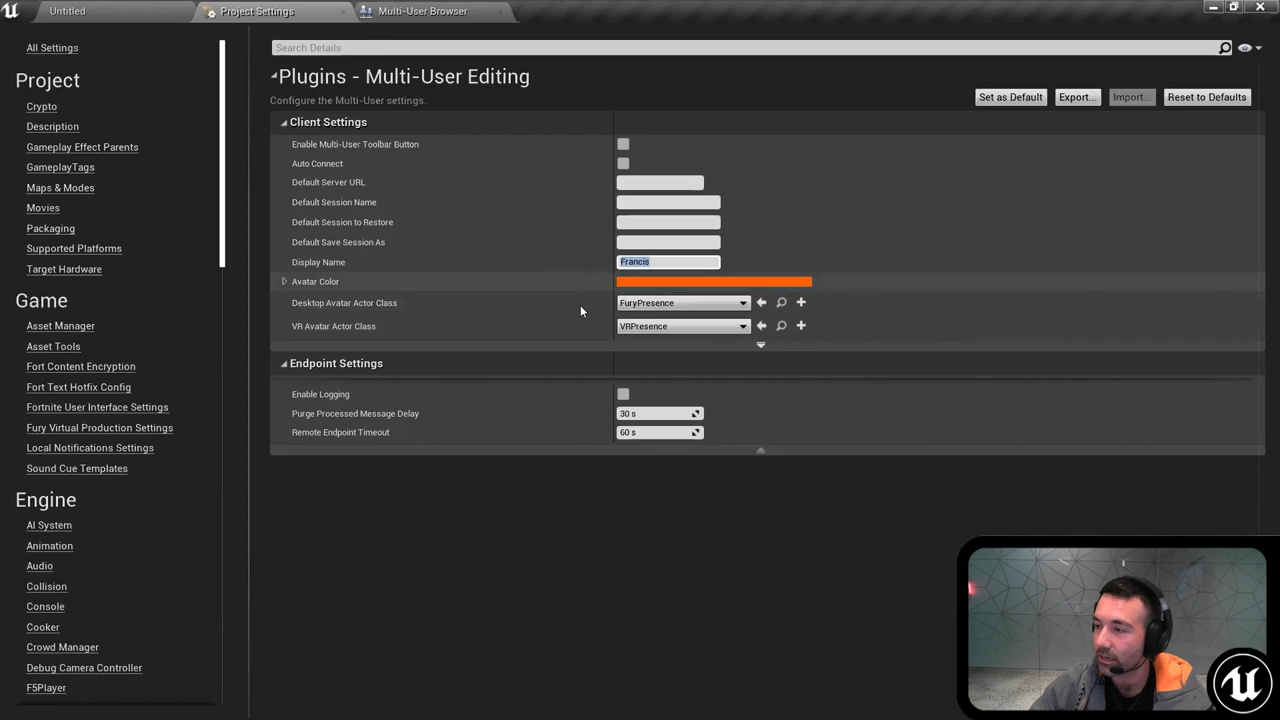 Untitled
Project Settings
Multi-User Browser
All Settings
Project
Crypto
Description
Gameplay Effect Parents
GameplayTags
Maps & Modes
Movies
Packaging
Supported Platforms
Target Hardware
Game
Asset Manager
Asset Tools
Fort Content Encryption
Fort Text Hotfix Config
Fortnite User Interface Settings
Fury Virtual Production Settings
Local Notifications Settings
Sound Cue Templates
Engine
AI System
Animation
Audio
Collision
Console
Cooker
Crowd Manager
Debug Camera Controller
F5Player
Search Details
Plugins - Multi-User Editing
Configure the Multi-User settings.
Set as Default
Export...
Import...
Reset to Defaults
Client Settings
Enable Multi-User Toolbar Button
Auto Connect
Default Server URL
Default Session Name
Default Session to Restore
Default Save Session As
Display Name Francis
Avatar Color
Desktop Avatar Actor Class FuryPresence
VR Avatar Actor Class VRPresence
Endpoint Settings
Enable Logging
Purge Processed Message Delay 30 s
Remote Endpoint Timeout 60 s